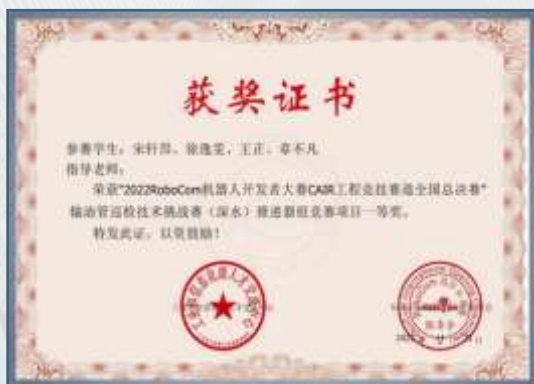 获奖证书
参赛学生：宋轩昂、徐逸雯、王正、章不凡
指导老师：
荣获"2022RoboCom机器人开发者大赛CAIR工程竞技赛道全国总决赛"
输油管巡检技术挑战赛（深水）推进器组竞赛项目一等奖。
特发此证，以资鼓励！